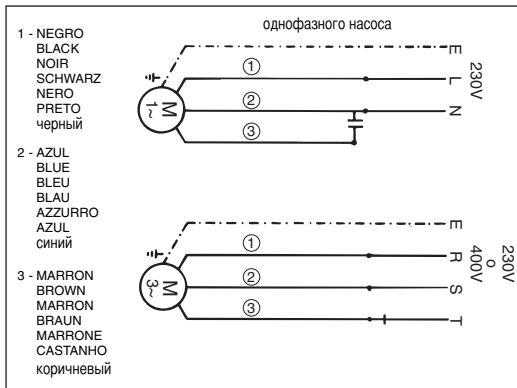 1 - NEGRO
BLACK
NOIR
SCHWARZ
NERO
PRETO
черный
2 - AZUL
BLUE
BLEU
BLAU
AZZURRO
AZUL
синий
3 - MARRON
BROWN
MARRON
BRAUN
MARRONE
CASTANHO
коричневый
однофазного насоса
E
1
L
2
N
3
230V
M
1~
E
1
R
2
S
3
T
230V
O
400V
M
3~